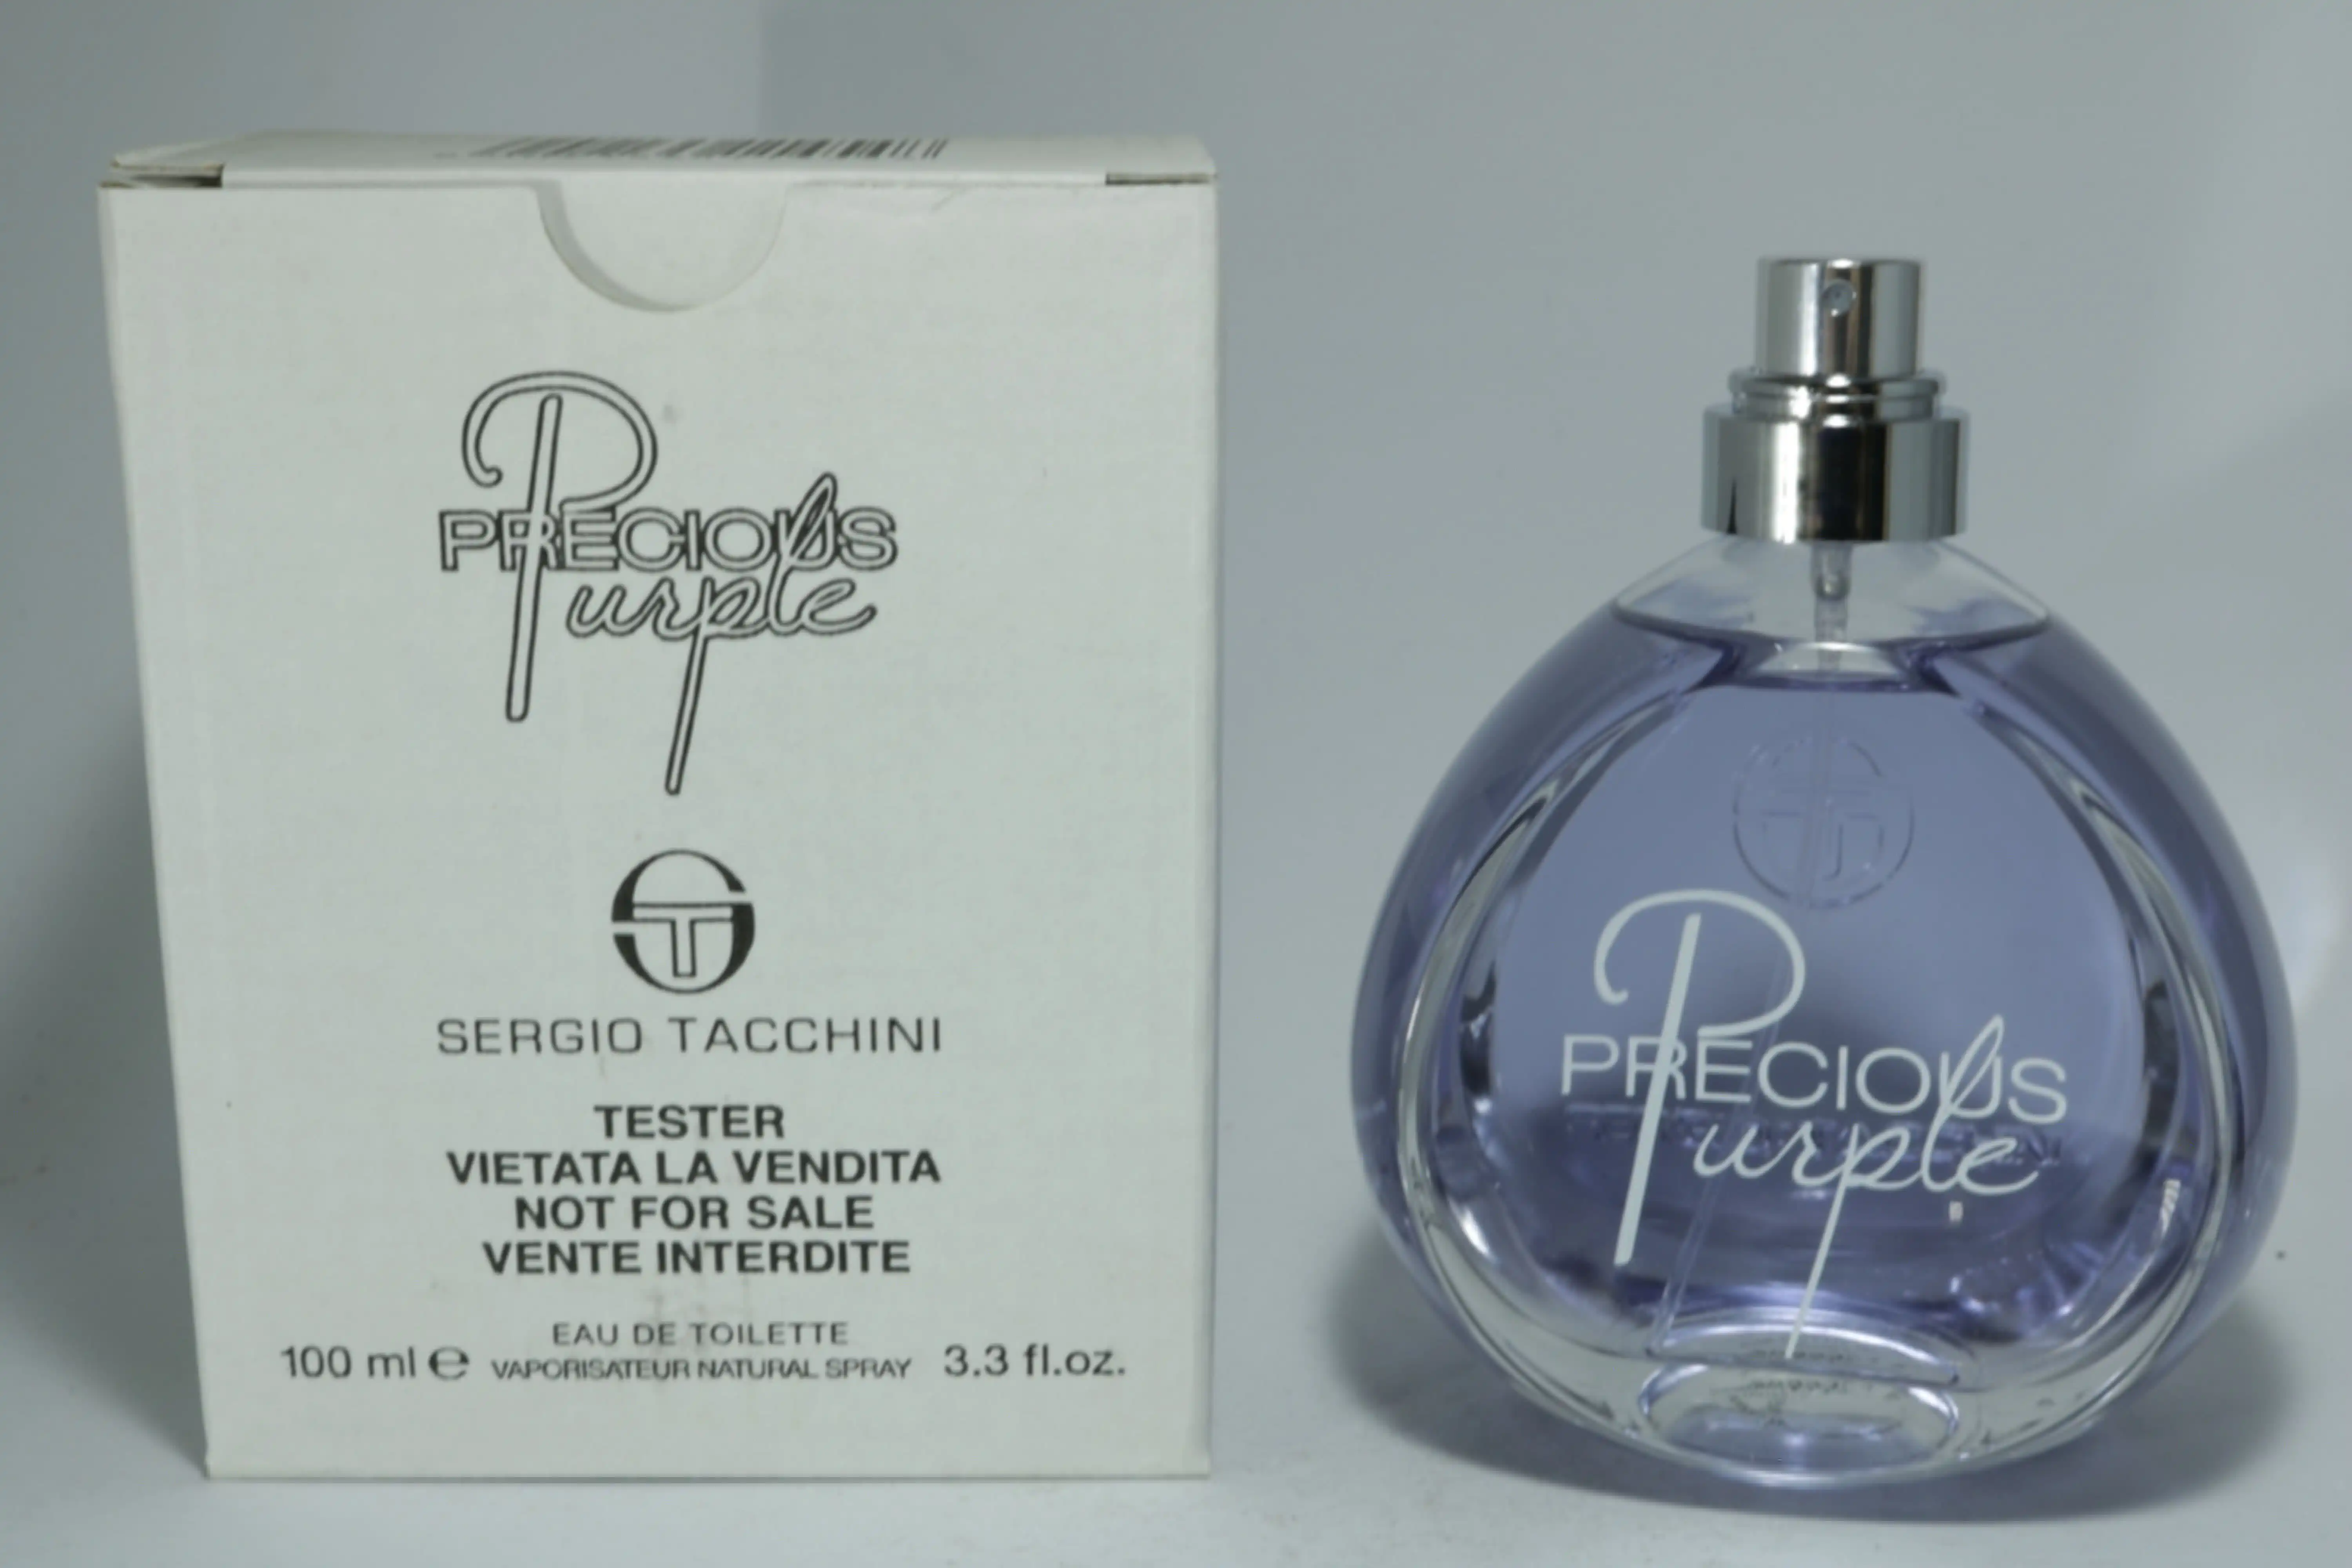 PRECIOUS
Purple
SERGIO TACCHINI
TESTER
VIETATA LA VENDITA
NOT FOR SALE
VENTE INTERDITE
EAU DE TOILETTE
100 ml e VAPORISATEUR NATURAL SPRAY 3.3 fl.oz.
PRECIOUS
Purple